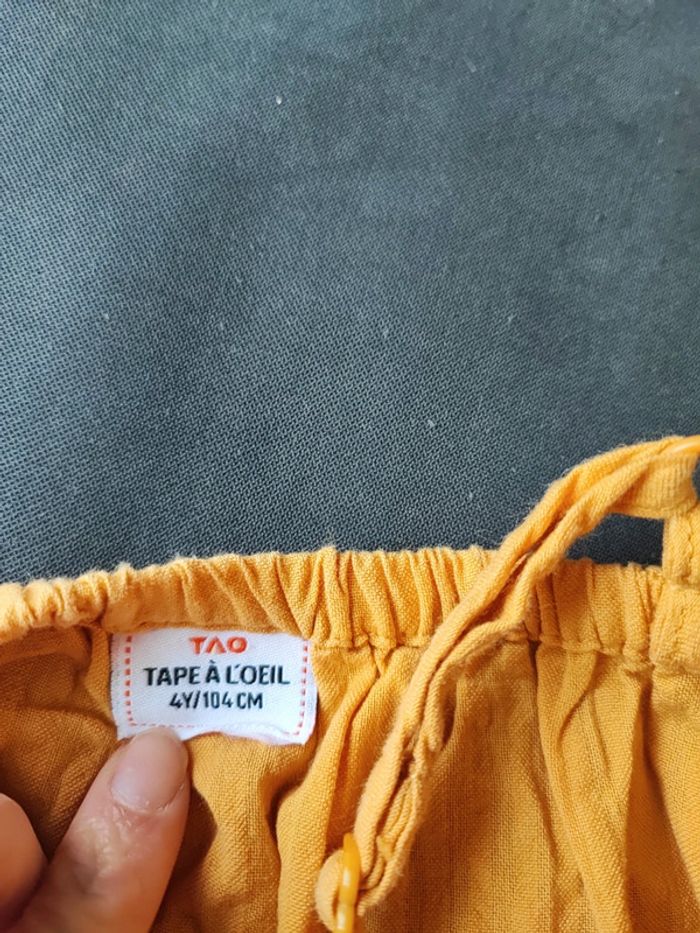 TAO
TAPE À L'OEIL
4Y/104 CM